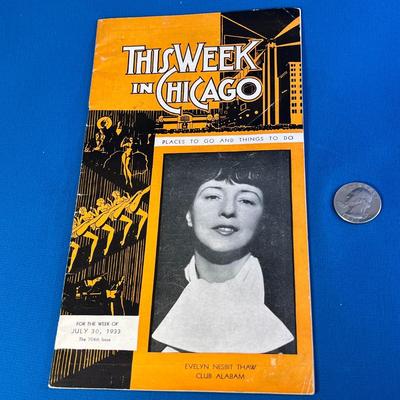 THIS WEEK
IN CHICAGO
PLACES TO GO AND THINGS TO DO
FOR THE WEEK OF
JULY 30, 1933
The 704th Issue
EVELYN NESBIT THAW
CLUB ALABAM